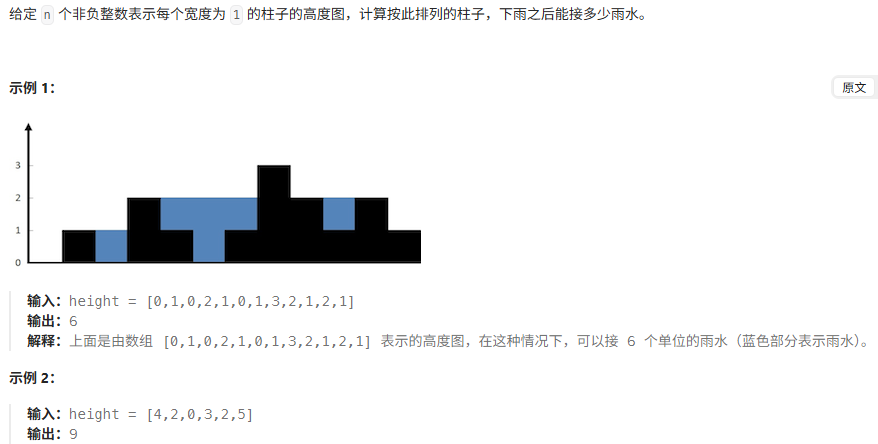 给定 n 个非负整数表示每个宽度为 1 的柱子的高度图，计算按此排列的柱子，下雨之后能接多少雨水。
示例 1：
原文
3
2
1
0
输入：height = [0,1,0,2,1,0,1,3,2,1,2,1]
输出：6
解释：上面是由数组 [0,1,0,2,1,0,1,3,2,1,2,1] 表示的高度图，在这种情况下，可以接 6 个单位的雨水（蓝色部分表示雨水）。
示例 2：
输入：height = [4,2,0,3,2,5]
输出：9